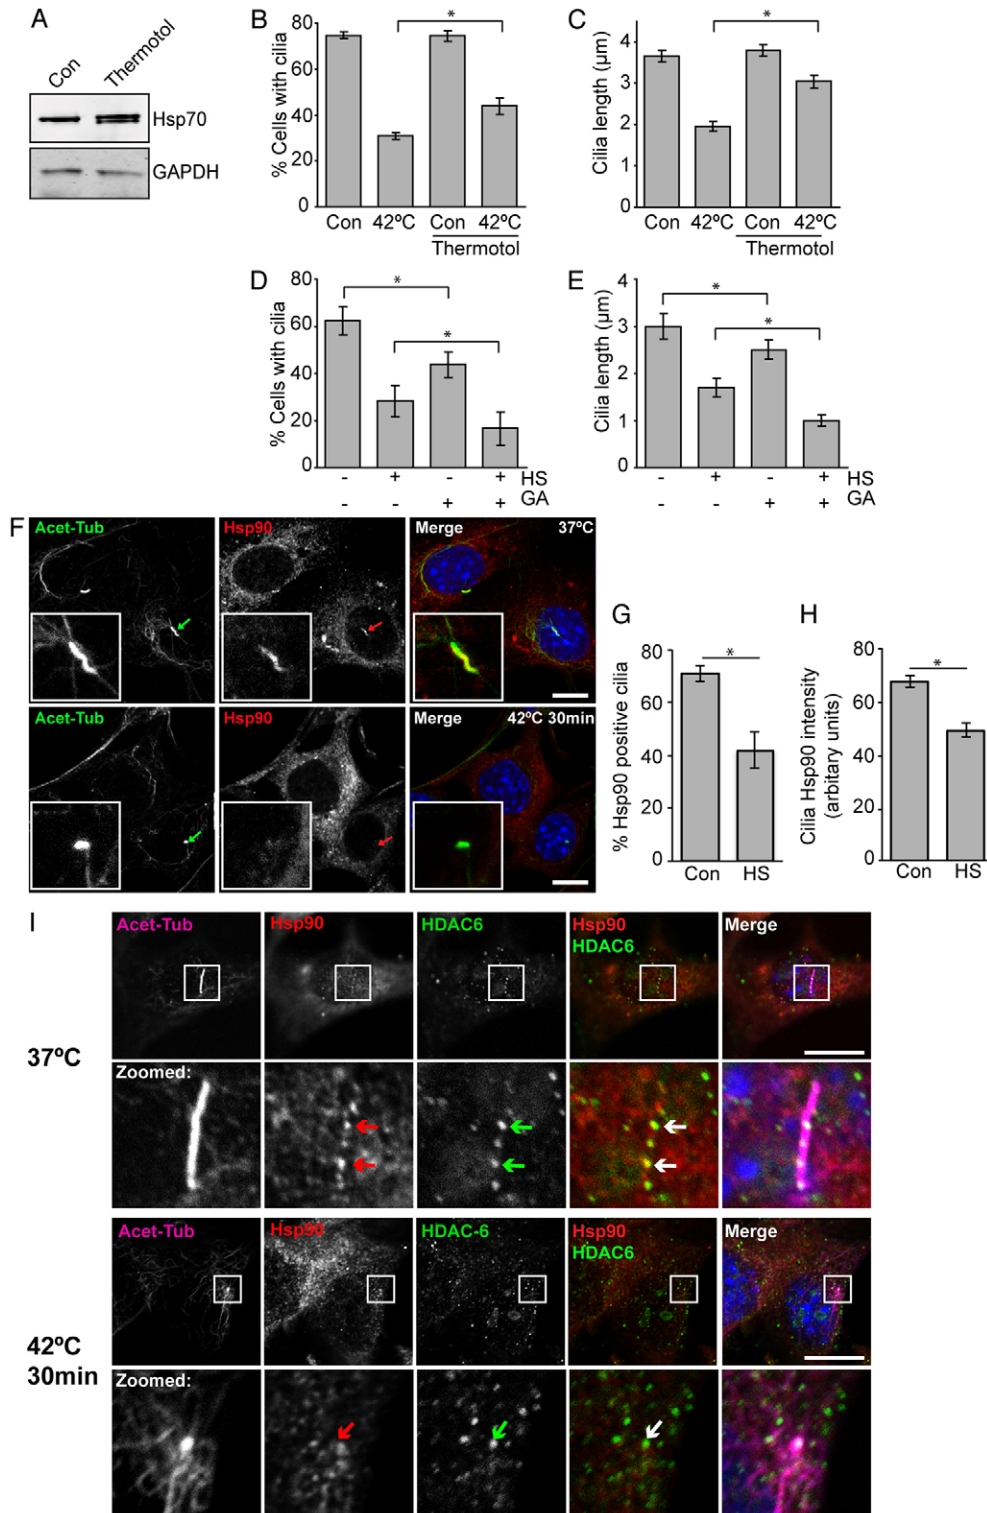 A
Con
Thermotol
Hsp70
GAPDH
B
% Cells with cilia
80
60
40
20
0
Con 42ºC Con 42ºC
Thermotol
*
C
Cilia length (µm)
4
3
2
1
0
Con 42ºC Con 42ºC
Thermotol
*
D
% Cells with cilia
80
60
40
20
0
*
*
- + - + HS
- - + + GA
E
Cilia length (µm)
4
3
2
1
0
*
*
- + - + HS
- - + + GA
F
Acet-Tub
Hsp90
Merge
37ºC
Acet-Tub
Hsp90
Merge
42ºC 30min
G
% Hsp90 positive cilia
80
60
40
20
0
*
Con HS
H
Cilia Hsp90 intensity
(arbitary units)
80
60
40
20
0
*
Con HS
I
Acet-Tub
Hsp90
HDAC6
Hsp90
HDAC6
Merge
37ºC
Zoomed:
Acet-Tub
Hsp90
HDAC-6
Hsp90
HDAC6
Merge
42ºC
30min
Zoomed: